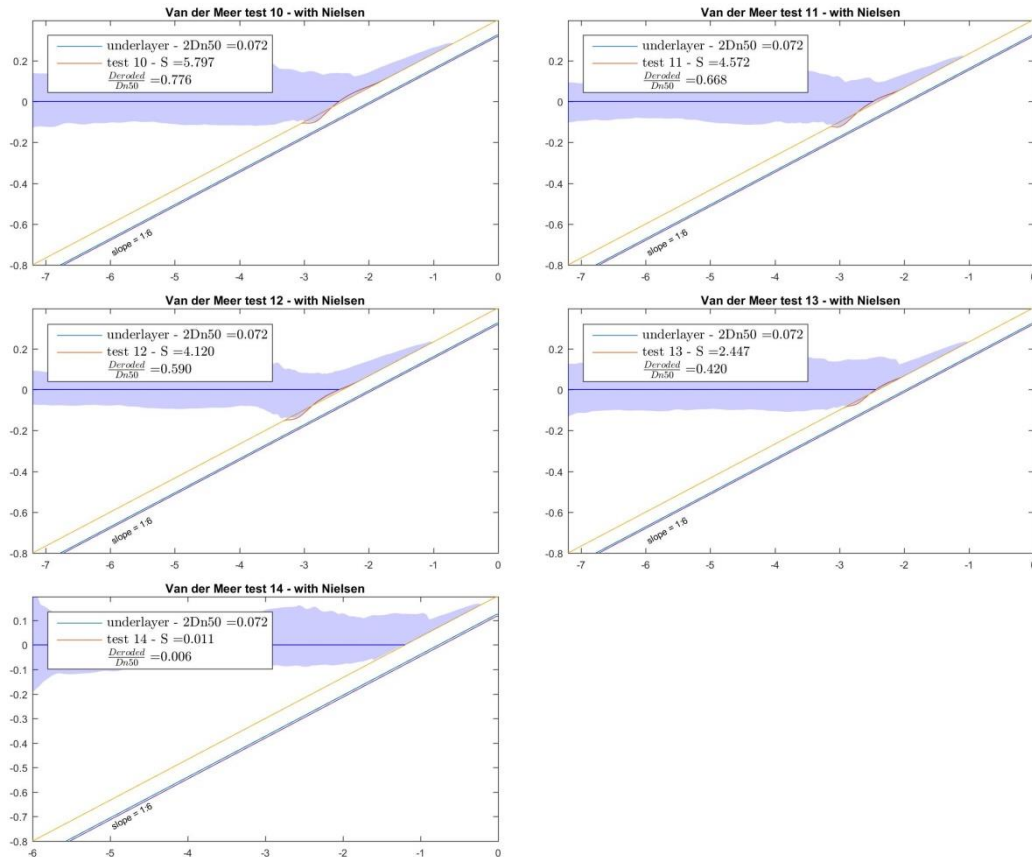 Van der Meer test 10 - with Nielsen
underlayer - 2Dn50 =0.072
test 10 - S =5.797
Deroded/Dn50 =0.776
0.2
0
-0.2
-0.4
-0.6
-0.8
slope = 1:6
-7 -6 -5 -4 -3 -2 -1 0
Van der Meer test 11 - with Nielsen
underlayer - 2Dn50 =0.072
test 11 - S =4.572
Deroded/Dn50 =0.668
0.2
0
-0.2
-0.4
-0.6
-0.8
slope = 1:6
-7 -6 -5 -4 -3 -2 -1 0
Van der Meer test 12 - with Nielsen
underlayer - 2Dn50 =0.072
test 12 - S =4.120
Deroded/Dn50 =0.590
0.2
0
-0.2
-0.4
-0.6
-0.8
slope = 1:6
-7 -6 -5 -4 -3 -2 -1 0
Van der Meer test 13 - with Nielsen
underlayer - 2Dn50 =0.072
test 13 - S =2.447
Deroded/Dn50 =0.420
0.2
0
-0.2
-0.4
-0.6
-0.8
slope = 1:6
-7 -6 -5 -4 -3 -2 -1 0
Van der Meer test 14 - with Nielsen
underlayer - 2Dn50 =0.072
test 14 - S =0.011
Deroded/Dn50 =0.006
0.1
0
-0.1
-0.2
-0.3
-0.4
-0.5
-0.6
-0.7
-0.8
slope = 1:6
-6 -5 -4 -3 -2 -1 0